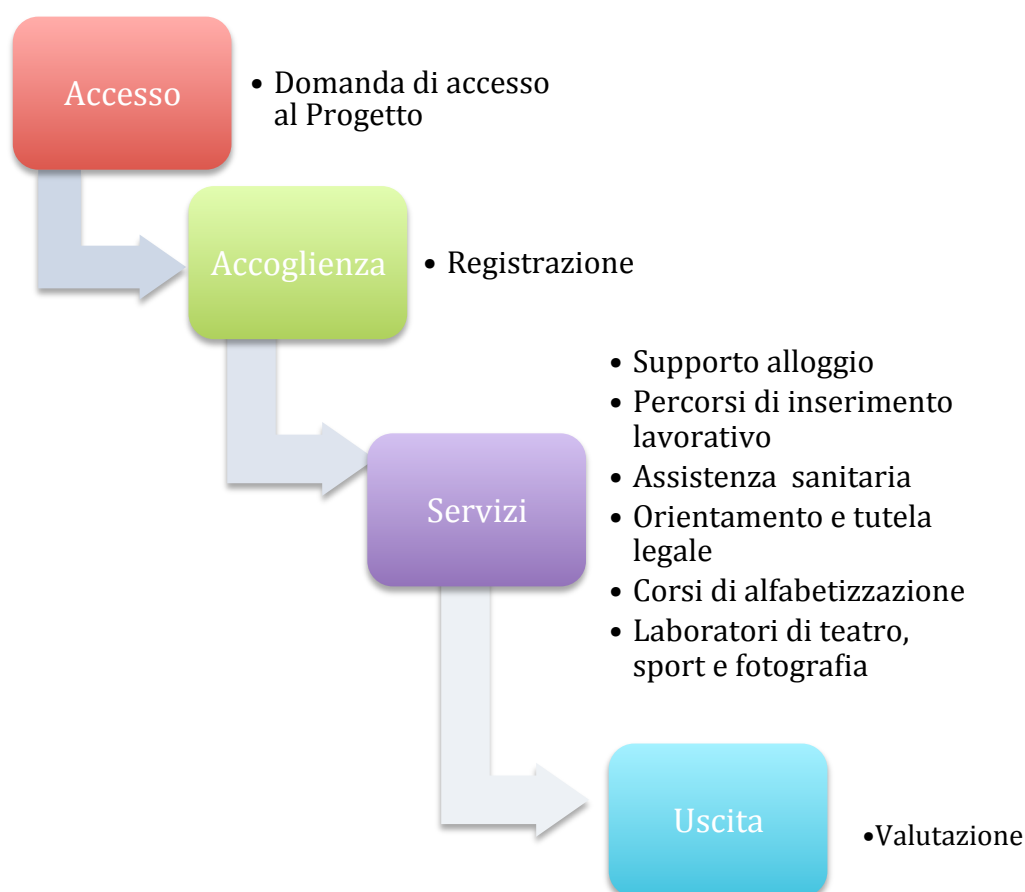 Accesso
• Domanda di accesso
al Progetto
Accoglienza
• Registrazione
• Supporto alloggio
• Percorsi di inserimento
lavorativo
• Assistenza  sanitaria
• Orientamento e tutela
legale
• Corsi di alfabetizzazione
• Laboratori di teatro,
sport e fotografia
Servizi
Uscita
•Valutazione